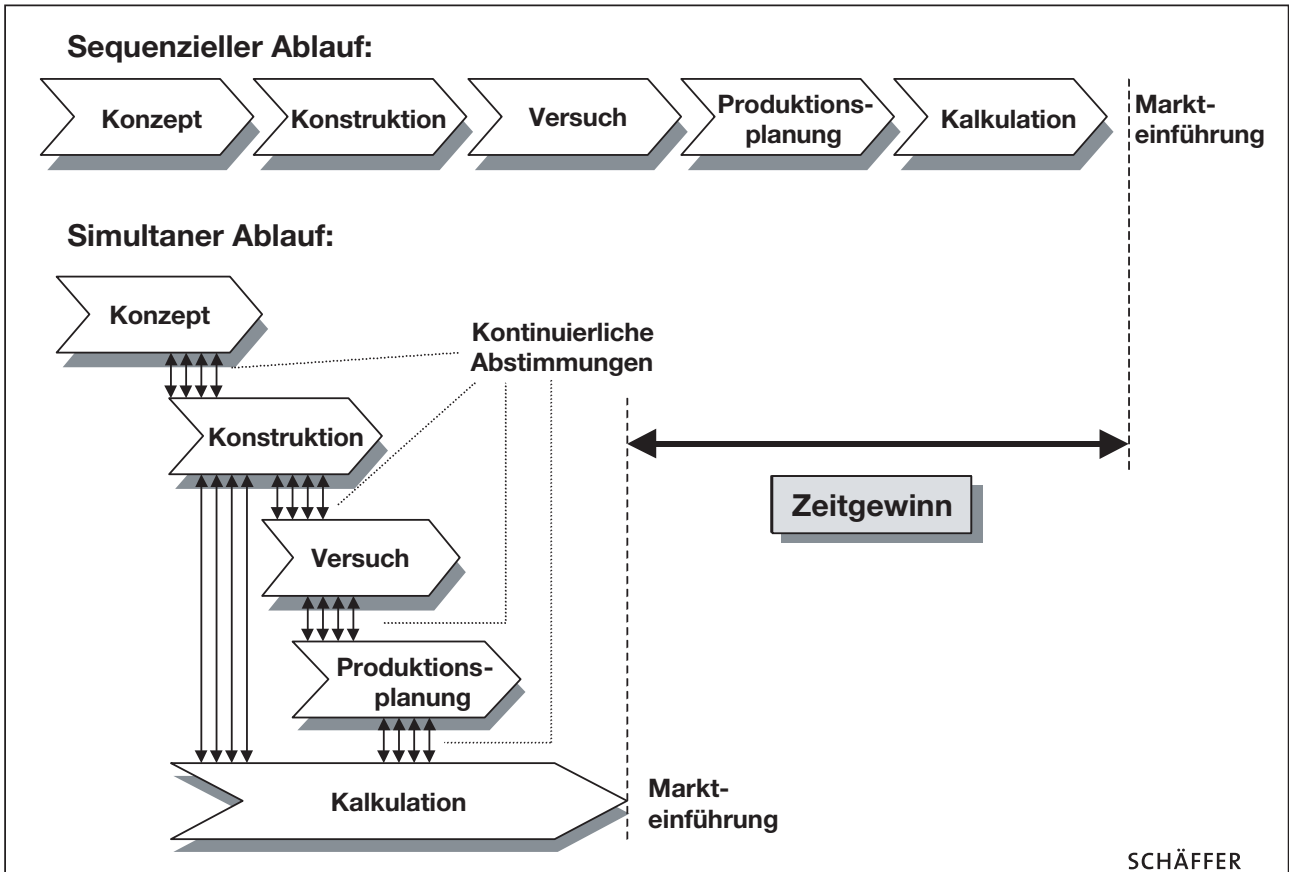 Sequenzieller Ablauf:
Konzept
Konstruktion
Versuch
Produktions-
planung
Kalkulation
Markt-
einführung
Simultaner Ablauf:
Konzept
Kontinuierliche
Abstimmungen
Konstruktion
Zeitgewinn
Versuch
Produktions-
planung
Kalkulation
Markt-
einführung
SCHÄFFER